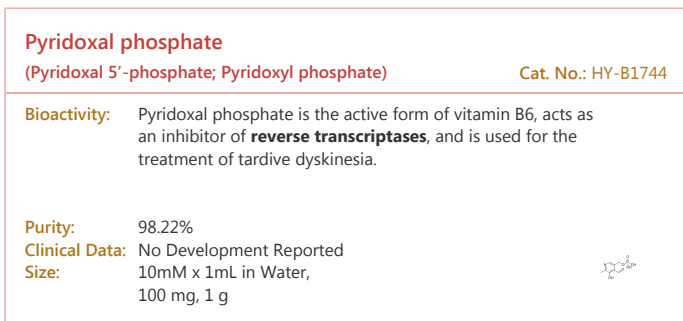 Pyridoxal phosphate
(Pyridoxal 5′-phosphate; Pyridoxyl phosphate) Cat. No.: HY-B1744
Bioactivity: Pyridoxal phosphate is the active form of vitamin B6, acts as
an inhibitor of reverse transcriptases, and is used for the
treatment of tardive dyskinesia.
Purity: 98.22%
Clinical Data: No Development Reported
Size: 10mM x 1mL in Water,
100 mg, 1 g